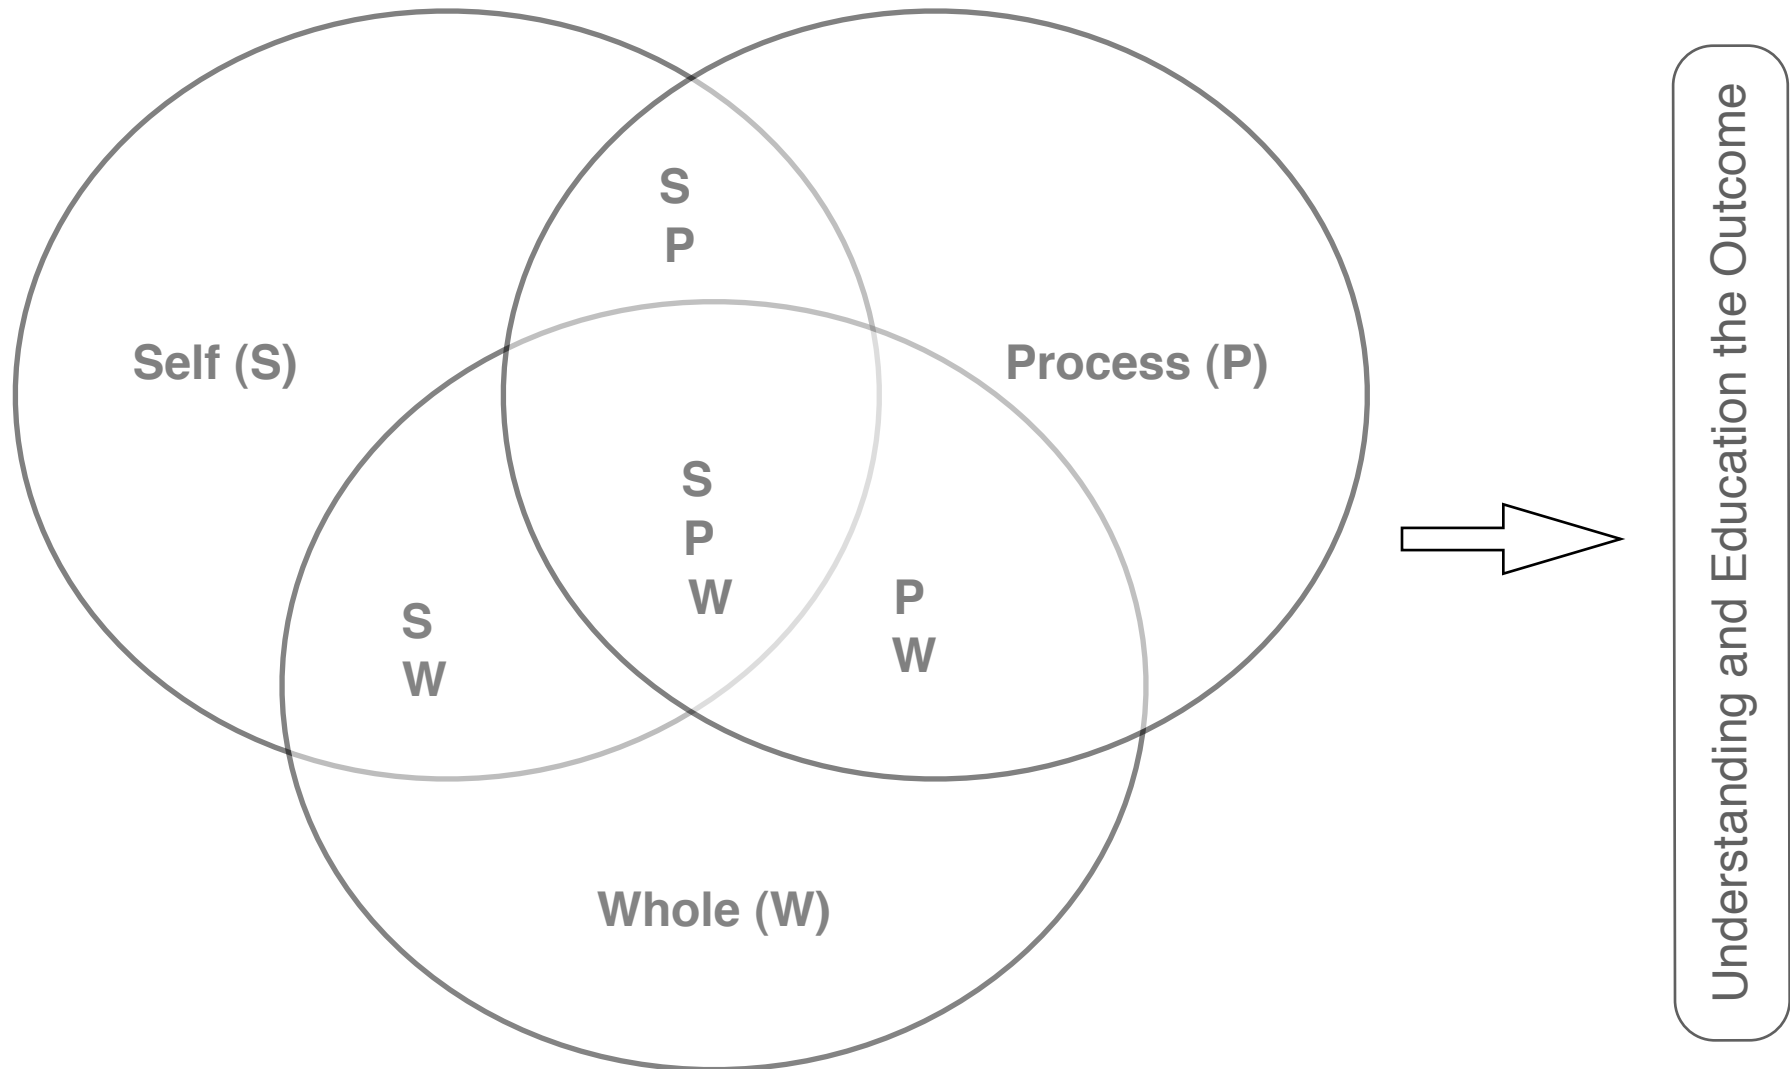 S
P
Self (S)
Process (P)
S
P
W
S
W
P
W
Whole (W)
Understanding and Education the Outcome